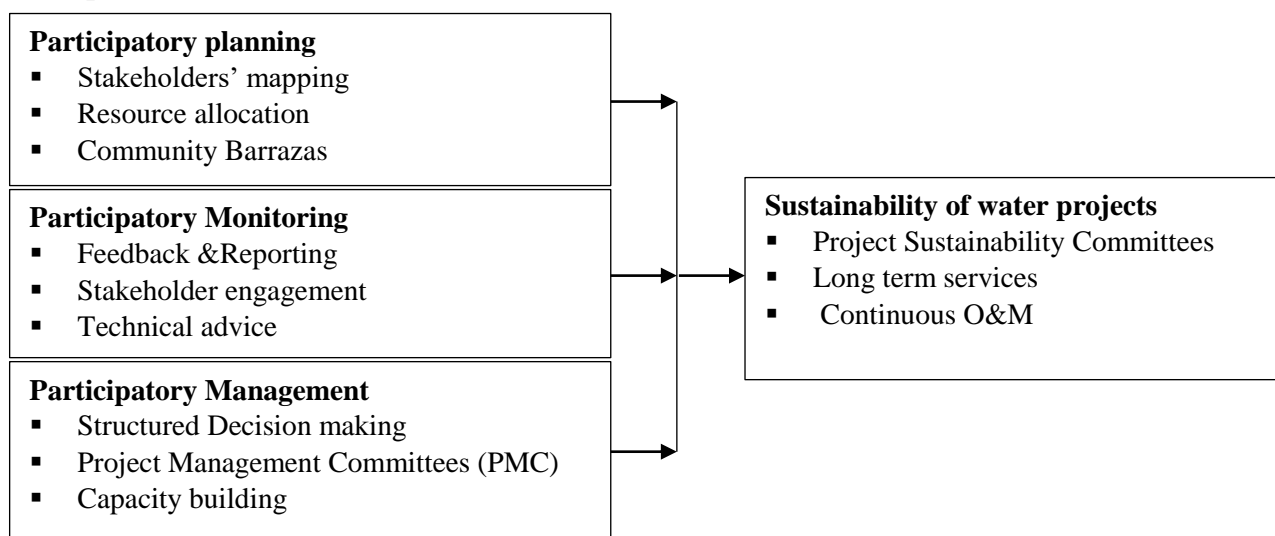 Participatory planning
▪ Stakeholders’ mapping
▪ Resource allocation
▪ Community Barrazas
Participatory Monitoring
▪ Feedback &Reporting
▪ Stakeholder engagement
▪ Technical advice
Participatory Management
▪ Structured Decision making
▪ Project Management Committees (PMC)
▪ Capacity building
Sustainability of water projects
▪ Project Sustainability Committees
▪ Long term services
▪ Continuous O&M